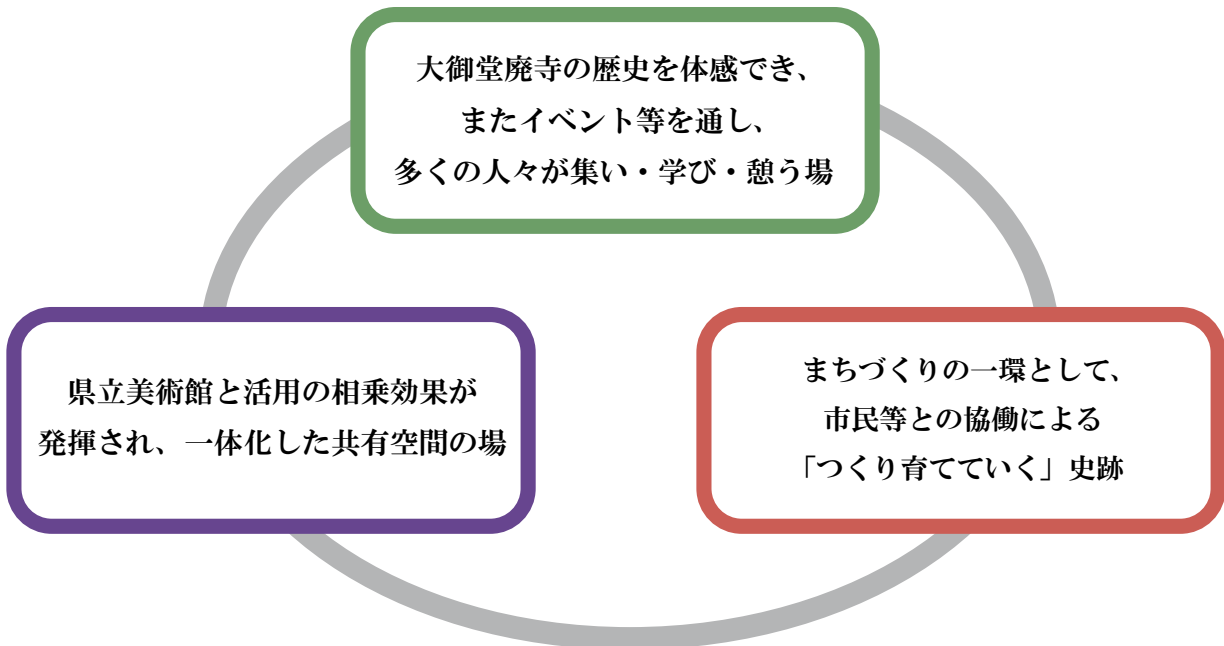 大御堂廃寺の歴史を体感でき、
またイベント等を通し、
多くの人々が集い・学び・憩う場
県立美術館と活用の相乗効果が
発揮され、一体化した共有空間の場
まちづくりの一環として、
市民等との協働による
「つくり育てていく」史跡